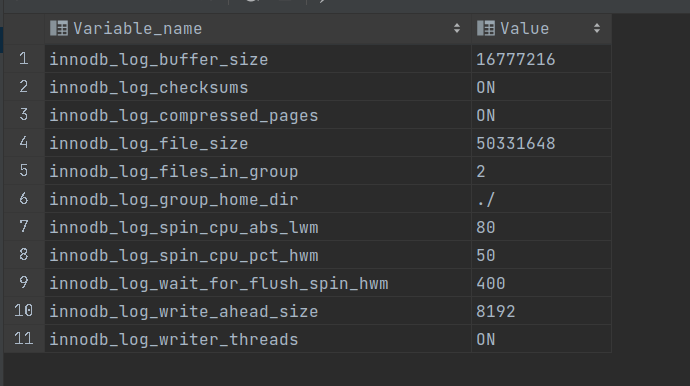 Variable_name Value
1 innodb_log_buffer_size 16777216
2 innodb_log_checksums ON
3 innodb_log_compressed_pages ON
4 innodb_log_file_size 50331648
5 innodb_log_files_in_group 2
6 innodb_log_group_home_dir ./
7 innodb_log_spin_cpu_abs_lwm 80
8 innodb_log_spin_cpu_pct_hwm 50
9 innodb_log_wait_for_flush_spin_hwm 400
10 innodb_log_write_ahead_size 8192
11 innodb_log_writer_threads ON